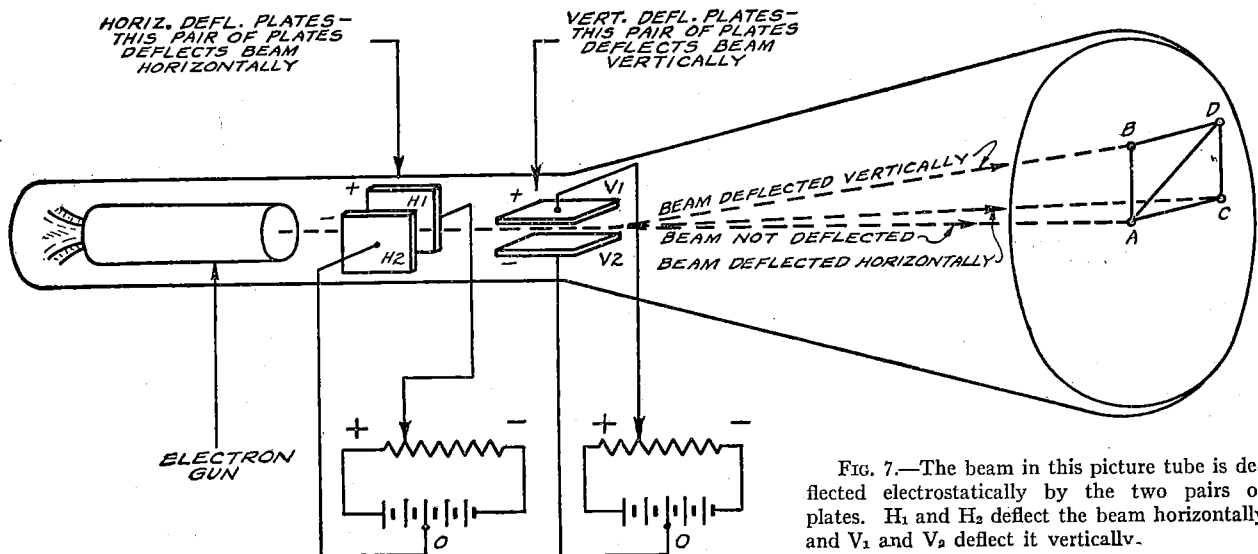 HORIZ. DEFL. PLATES-
THIS PAIR OF PLATES
DEFLECTS BEAM
HORIZONTALLY
VERT. DEFL. PLATES-
THIS PAIR OF PLATES
DEFLECTS BEAM
VERTICALLY
+
-
H1
H2
+
-
V1
V2
BEAM DEFLECTED VERTICALLY
BEAM NOT DEFLECTED
BEAM DEFLECTED HORIZONTALLY
B
D
A
C
ELECTRON
GUN
+
-
O
+
-
O
FIG. 7.—The beam in this picture tube is de-
flected electrostatically by the two pairs o
plates. H₁ and H₂ deflect the beam horizontally
and V₁ and V₂ deflect it vertically.